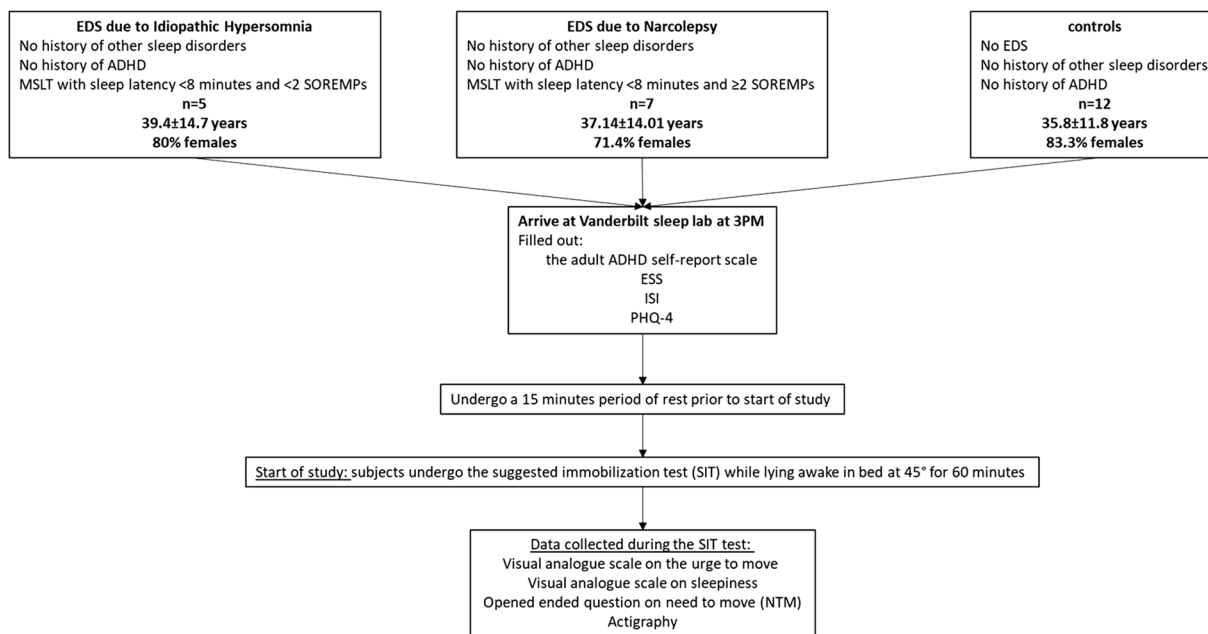 EDS due to Idiopathic Hypersomnia
No history of other sleep disorders
No history of ADHD
MSLT with sleep latency <8 minutes and <2 SOREMPs
n=5
39.4±14.7 years
80% females
EDS due to Narcolepsy
No history of other sleep disorders
No history of ADHD
MSLT with sleep latency <8 minutes and ≥2 SOREMPs
n=7
37.14±14.01 years
71.4% females
controls
No EDS
No history of other sleep disorders
No history of ADHD
n=12
35.8±11.8 years
83.3% females
Arrive at Vanderbilt sleep lab at 3PM
Filled out:
the adult ADHD self-report scale
ESS
ISI
PHQ-4
Undergo a 15 minutes period of rest prior to start of study
Start of study: subjects undergo the suggested immobilization test (SIT) while lying awake in bed at 45° for 60 minutes
Data collected during the SIT test:
Visual analogue scale on the urge to move
Visual analogue scale on sleepiness
Opened ended question on need to move (NTM)
Actigraphy